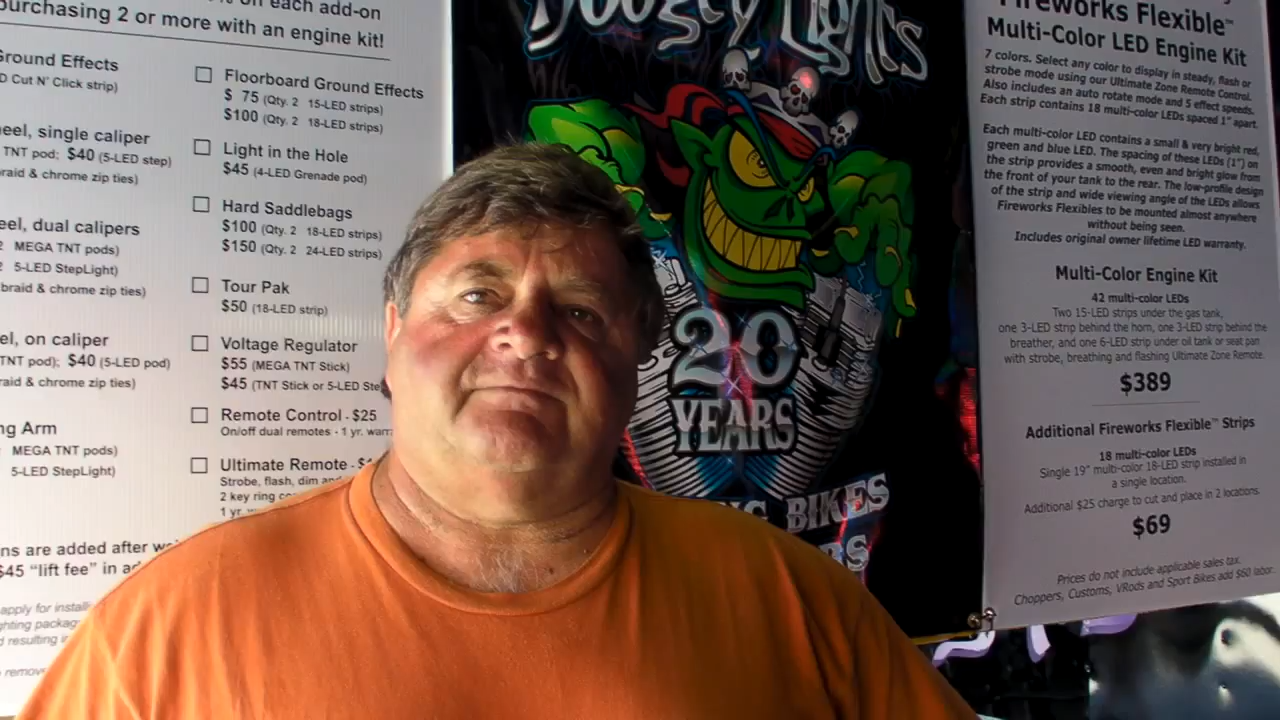 each add-on
purchasing 2 or more with an engine kit!
Ground Effects
Cut N' Click strip)
single caliper
TNT pod; $40 (5-LED step)
& chrome zip ties)
dual calipers
MEGA TNT pods)
5-LED StepLight)
braid & chrome zip ties)
on caliper
TNT pod); $40 (5-LED pod)
& chrome zip ties)
Arm
MEGA TNT pods)
5-LED StepLight)
are added after
$45 "lift fee" in
apply for
Floorboard Ground Effects
$ 75 (Qty. 2 15-LED strips)
$100 (Qty. 2 18-LED strips)
Light in the Hole
$45 (4-LED Grenade pod)
Hard Saddlebags
$100 (Qty. 2 18-LED strips)
$150 (Qty. 2 24-LED strips)
Tour Pak
$50 (18-LED strip)
Voltage Regulator
$55 (MEGA TNT Stick)
$45 (TNT Stick or 5-LED
Remote Control - $25
On/off dual remotes - 1 yr.
Ultimate Remote -
Strobe, flash, dim
2 key ring
1 yr.
Lights
20
YEARS
BIKES
Fireworks Flexible™
Multi-Color LED Engine Kit
7 colors. Select any color to display in steady, flash or
strobe mode using our Ultimate Zone Remote Control.
Also includes an auto rotate mode and 5 effect speeds.
Each strip contains 18 multi-color LEDs spaced 1" apart.
Each multi-color LED contains a small & very bright red,
green and blue LED. The spacing of these LEDs (1") on
the strip provides a smooth, even and bright glow from
the front of your tank to the rear. The low-profile design
of the strip and wide viewing angle of the LEDs allows
Fireworks Flexibles to be mounted almost anywhere
without being seen.
Includes original owner lifetime LED warranty.
Multi-Color Engine Kit
42 multi-color LEDs
Two 15-LED strips under the gas tank,
one 3-LED strip behind the horn, one 3-LED strip behind the
breather, and one 6-LED strip under oil tank or seat pan
with strobe, breathing and flashing Ultimate Zone Remote.
$389
Additional Fireworks Flexible™ Strips
18 multi-color LEDs
Single 19" multi-color 18-LED strip installed in
a single location.
Additional $25 charge to cut and place in 2 locations.
$69
Prices do not include applicable sales tax.
Choppers, Customs, VRods and Sport Bikes add $60 labor.